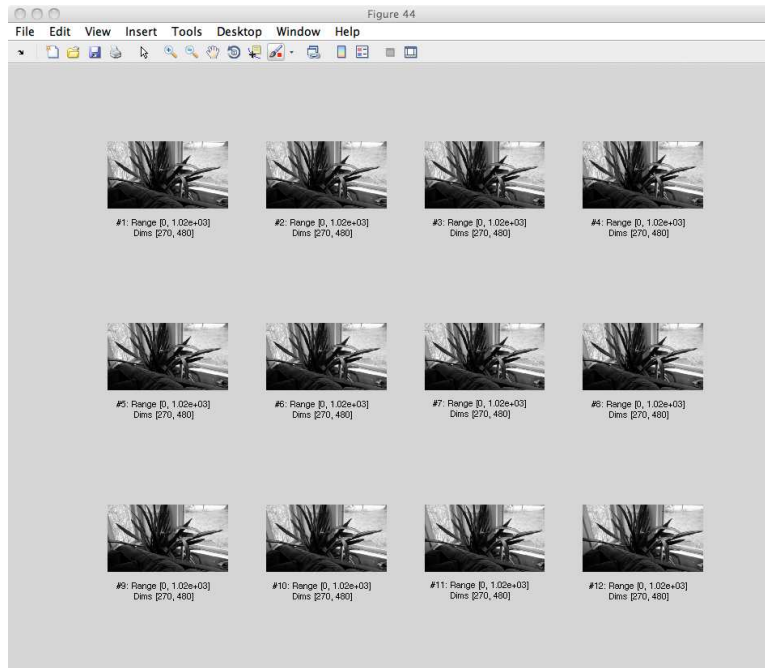 Figure 44
File Edit View Insert Tools Desktop Window Help
#1: Range [0, 1.02e+03]
Dims [270, 480]
#2: Range [0, 1.02e+03]
Dims [270, 480]
#3: Range [0, 1.02e+03]
Dims [270, 480]
#4: Range [0, 1.02e+03]
Dims [270, 480]
#5: Range [0, 1.02e+03]
Dims [270, 480]
#6: Range [0, 1.02e+03]
Dims [270, 480]
#7: Range [0, 1.02e+03]
Dims [270, 480]
#8: Range [0, 1.02e+03]
Dims [270, 480]
#9: Range [0, 1.02e+03]
Dims [270, 480]
#10: Range [0, 1.02e+03]
Dims [270, 480]
#11: Range [0, 1.02e+03]
Dims [270, 480]
#12: Range [0, 1.02e+03]
Dims [270, 480]